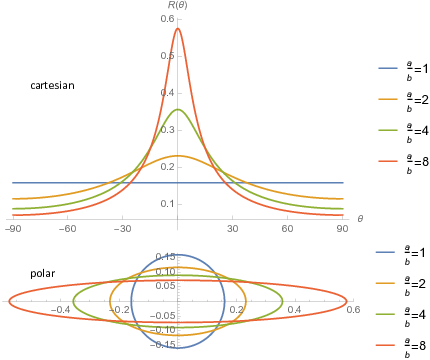 R(θ)
0.6
0.5
cartesian
0.4
0.3
0.2
0.1
-90 -60 -30 0 30 60 90 θ
a/b=1
a/b=2
a/b=4
a/b=8
polar
0.15
0.10
0.05
-0.4 -0.2 0.2 0.4 0.6
-0.05
-0.10
-0.15
a/b=1
a/b=2
a/b=4
a/b=8